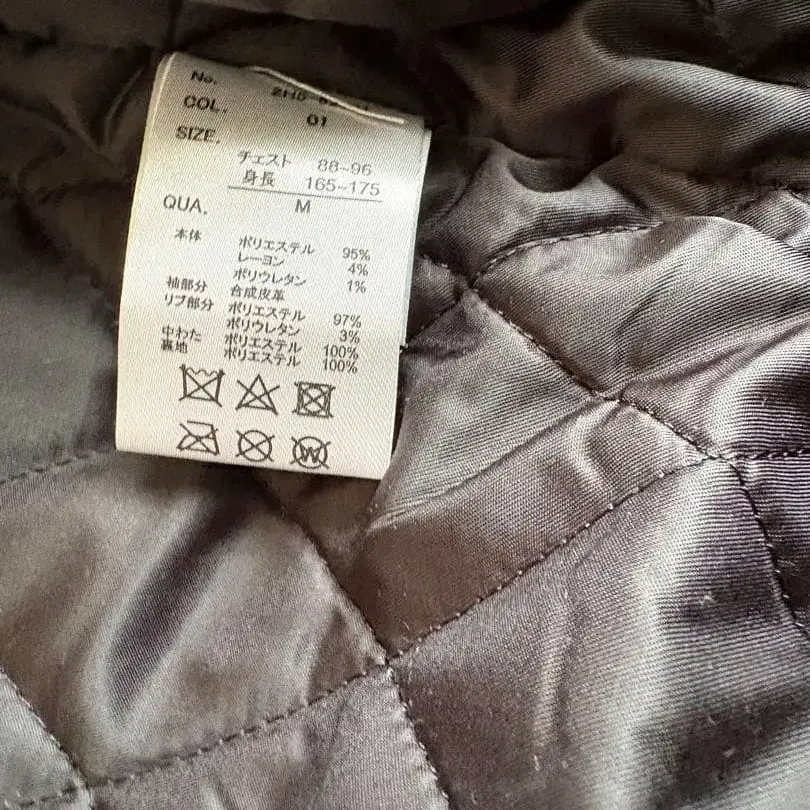 No.
COL. 01
SIZE.
チェスト 88~96
身長 165~175
QUA. M
本体 ポリエステル 95%
レーヨン 4%
ポリウレタン 1%
袖部分 合成皮革
リブ部分 ポリエステル 97%
ポリウレタン 3%
中わた ポリエステル 100%
裏地 ポリエステル 100%
W